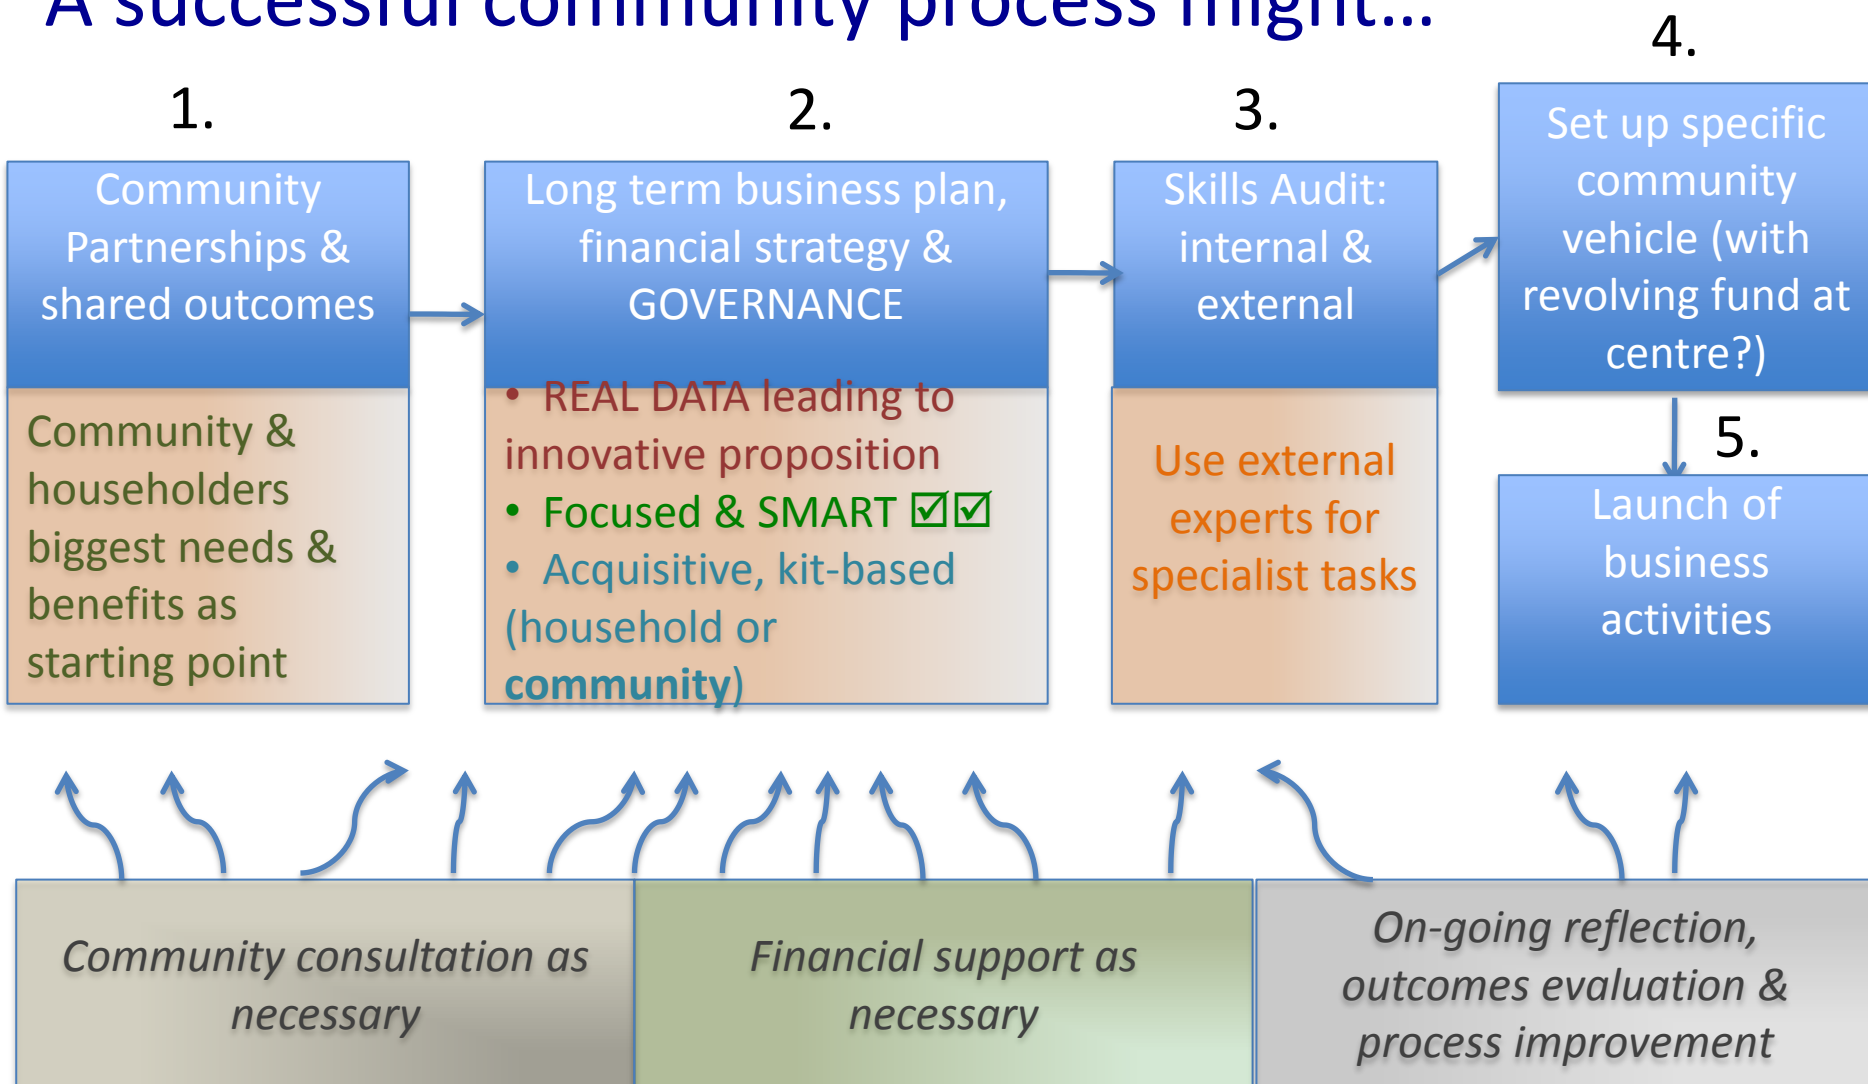 A successful community process might...
1.
Community
Partnerships &
shared outcomes
Community &
householders
biggest needs &
benefits as
starting point
2.
Long term business plan,
financial strategy &
GOVERNANCE
• REAL DATA leading to
innovative proposition
• Focused & SMART ☑☑
• Acquisitive, kit-based
(household or
community)
3.
Skills Audit:
internal &
external
Use external
experts for
specialist tasks
4.
Set up specific
community
vehicle (with
revolving fund at
centre?)
5.
Launch of
business
activities
Community consultation as
necessary
Financial support as
necessary
On-going reflection,
outcomes evaluation &
process improvement